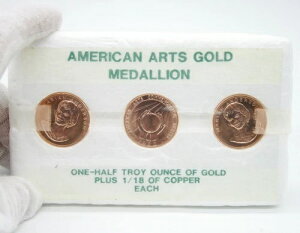 AMERICAN ARTS GOLD
MEDALLION
ONE-HALF TROY OUNCE OF GOLD
PLUS 1/18 OF COPPER
EACH